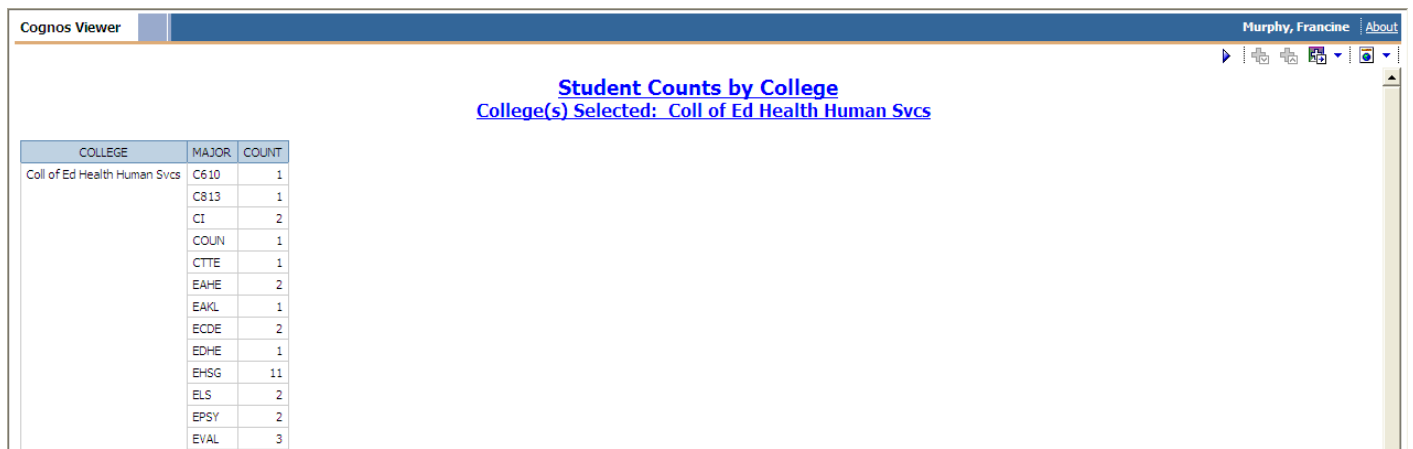 Cognos Viewer Murphy, Francine About
Student Counts by College
College(s) Selected: Coll of Ed Health Human Svcs
COLLEGE MAJOR COUNT
Coll of Ed Health Human Svcs C610 1
C813 1
CI 2
COUN 1
CTTE 1
EAHE 2
EAKL 1
ECDE 2
EDHE 1
EHSG 11
ELS 2
EPSY 2
EVAL 3